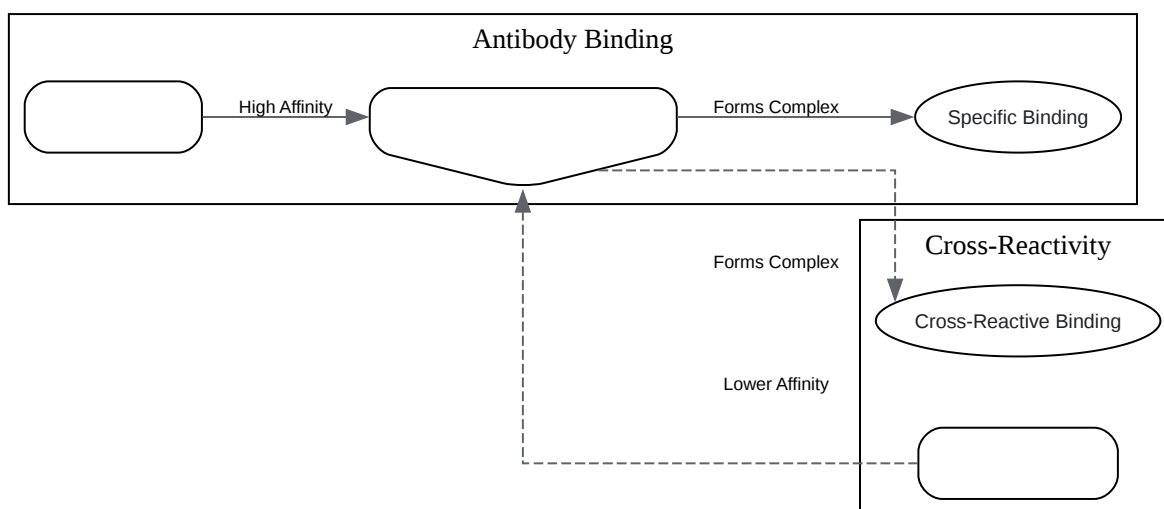 Antibody Binding
High Affinity
Forms Complex
Specific Binding
Cross-Reactivity
Forms Complex
Cross-Reactive Binding
Lower Affinity